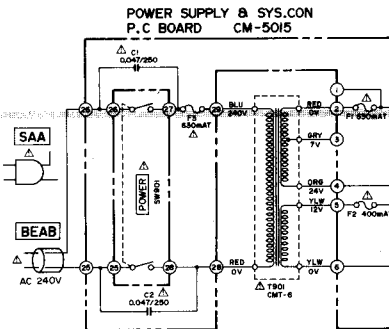 POWER SUPPLY & SYS.CON
P.C BOARD CM-5015
C1
0.047/250
26
26
27
29
BLU
240V
RED
0V
1
2
F3
630mAT
F1 630mAT
GRY
7V
3
SAA
POWER
SW901
ORG
24V
4
YLW
12V
5
F2 400mAT
BEAB
AC 240V
25
25
28
29
RED
0V
YLW
0V
6
C2
0.047/250
T901
CMT-6